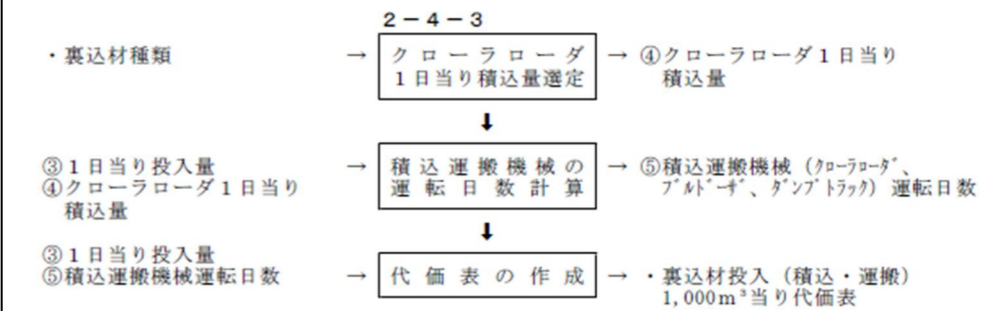 2－4－3
・裏込材種類 → クローラローダ → ④クローラローダ1日当り
1日当り積込量選定 積込量
⬇
③1日当り投入量 → 積込運搬機械の → ⑤積込運搬機械（ｸﾛｰﾗﾛｰﾀﾞ、
④クローラローダ1日当り 運転日数計算 ﾌﾞﾙﾄﾞｰｻﾞ、ﾀﾞﾝﾌﾟﾄﾗｯｸ）運転日数
積込量
⬇
③1日当り投入量
⑤積込運搬機械運転日数 → 代価表の作成 → ・裏込材投入（積込・運搬）
1,000m³当り代価表